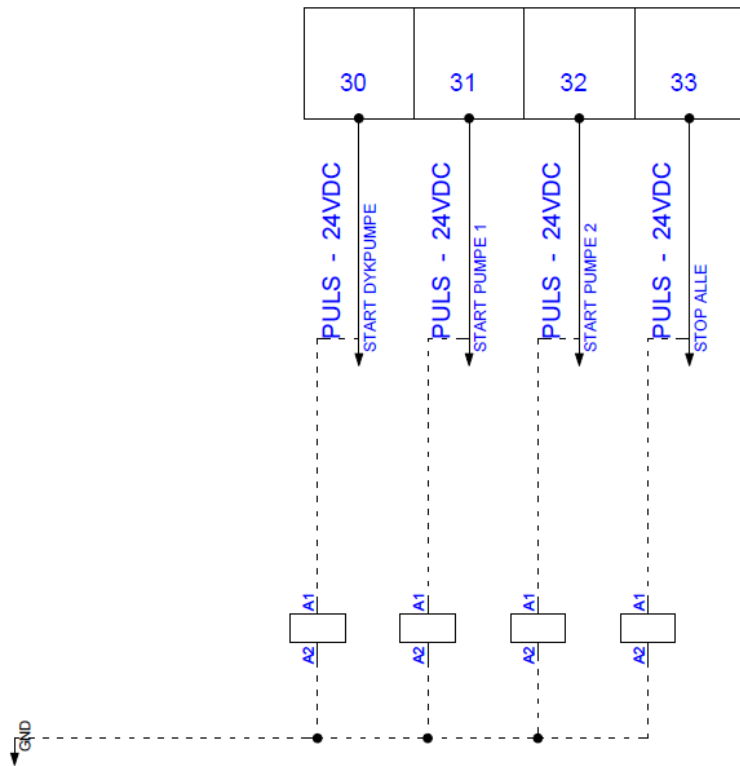 30
31
32
33
PULS - 24VDC
START DYKPUMPE
PULS - 24VDC
START PUMPE 1
PULS - 24VDC
START PUMPE 2
PULS - 24VDC
STOP ALLE
A1
A1
A1
A1
A2
A2
A2
A2
GND